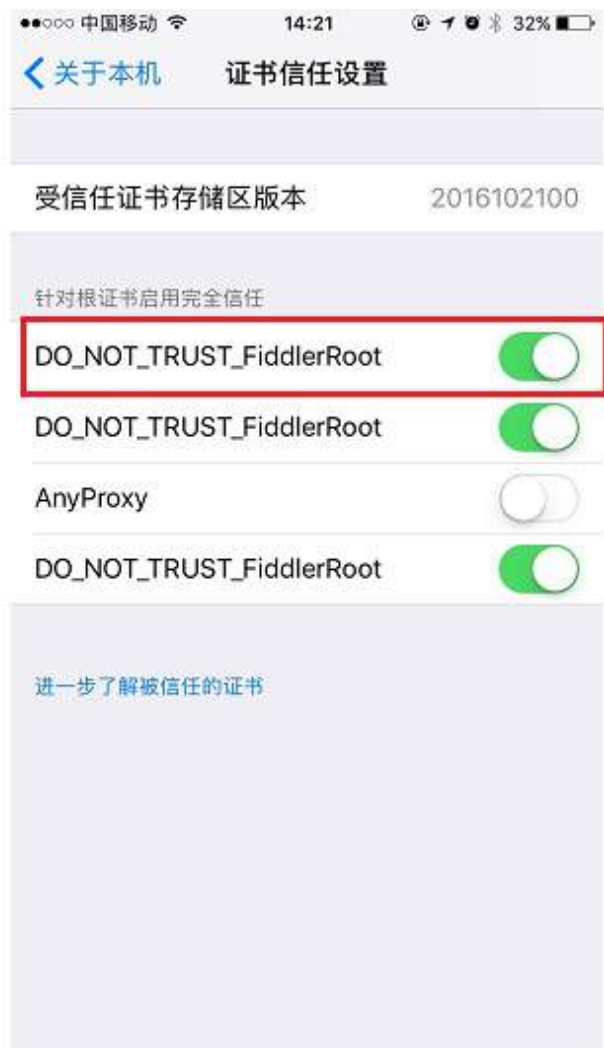 中国移动 14:21 32%
关于本机 证书信任设置
受信任证书存储区版本 2016102100
针对根证书启用完全信任
DO_NOT_TRUST_FiddlerRoot
DO_NOT_TRUST_FiddlerRoot
AnyProxy
DO_NOT_TRUST_FiddlerRoot
进一步了解被信任的证书